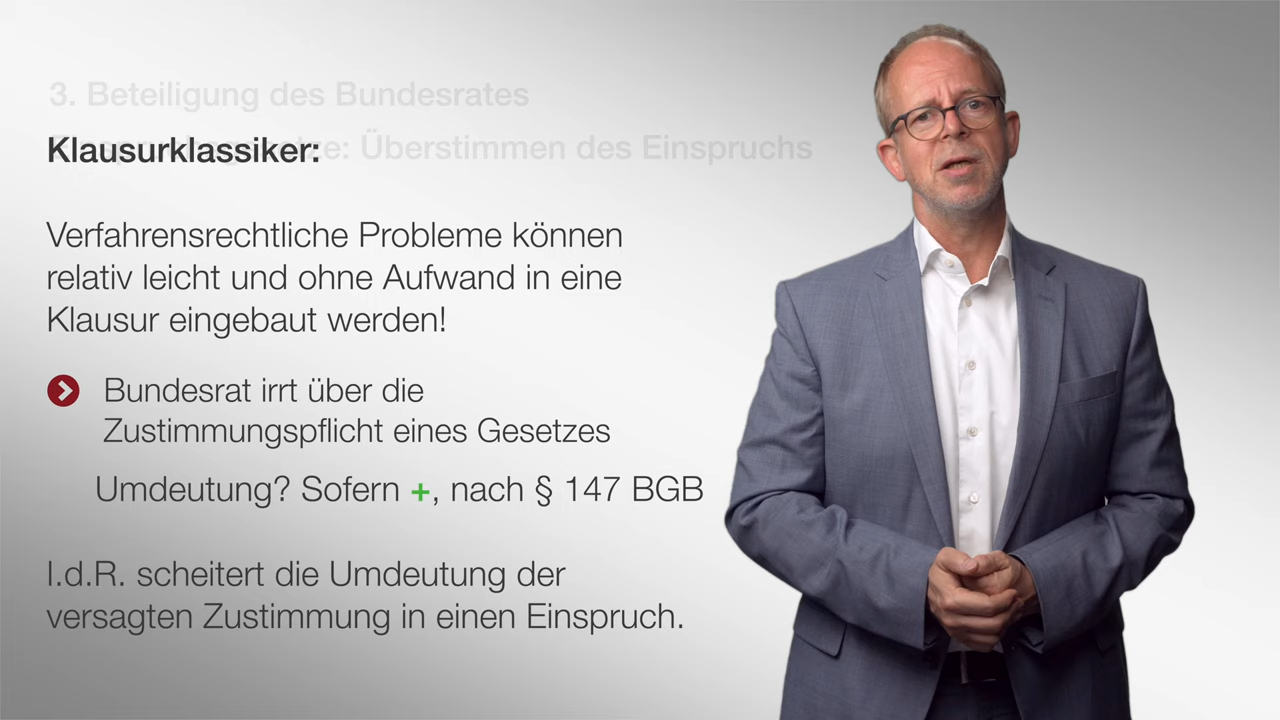 3. Beteiligung des Bundesrates
Klausurklassiker:
Überstimmen des Einspruchs
Verfahrensrechtliche Probleme können
relativ leicht und ohne Aufwand in eine
Klausur eingebaut werden!
Bundesrat irrt über die
Zustimmungspflicht eines Gesetzes
Umdeutung? Sofern +, nach § 147 BGB
I.d.R. scheitert die Umdeutung der
versagten Zustimmung in einen Einspruch.